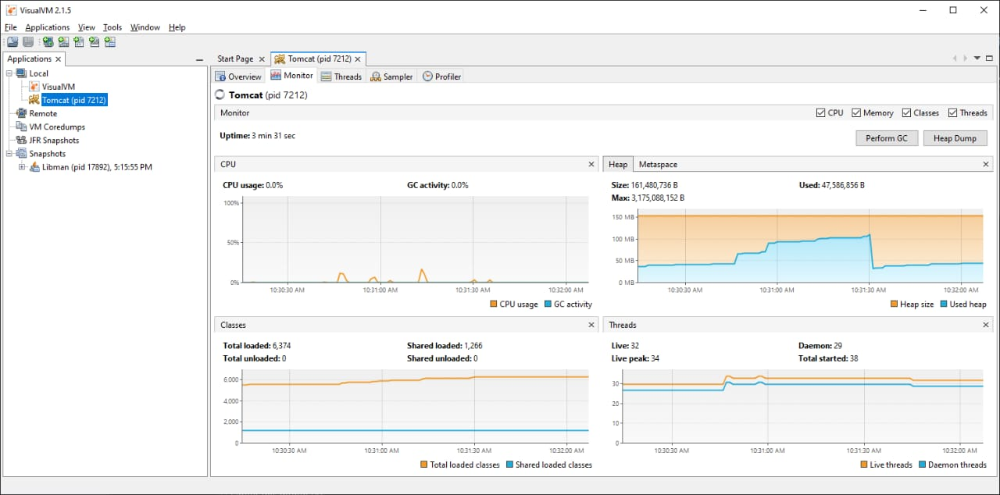 VisualVM 2.1.5
File Applications View Tools Window Help
Applications
Local
VisualVM
Tomcat (pid 7212)
Remote
VM Coredumps
JFR Snapshots
Snapshots
Libman (pid 17892), 5:15:55 PM
Start Page Tomcat (pid 7212)
Overview Monitor Threads Sampler Profiler
Tomcat (pid 7212)
Monitor CPU Memory Classes Threads
Uptime: 3 min 31 sec Perform GC Heap Dump
CPU
CPU usage: 0.0% GC activity: 0.0%
100%
50%
0%
10:30:30 AM 10:31:00 AM 10:31:30 AM 10:32:00 AM
CPU usage GC activity
Heap Metaspace
Size: 161,480,736 B Used: 47,586,856 B
Max: 3,175,088,152 B
150 MB
100 MB
50 MB
0 MB
10:30:30 AM 10:31:00 AM 10:31:30 AM 10:32:00 AM
Heap size Used heap
Classes
Total loaded: 6,374 Shared loaded: 1,266
Total unloaded: 0 Shared unloaded: 0
6,000
4,000
2,000
0
10:30:30 AM 10:31:00 AM 10:31:30 AM 10:32:00 AM
Total loaded classes Shared loaded classes
Threads
Live: 32 Daemon: 29
Live peak: 34 Total started: 38
30
20
10
0
10:30:30 AM 10:31:00 AM 10:31:30 AM 10:32:00 AM
Live threads Daemon threads